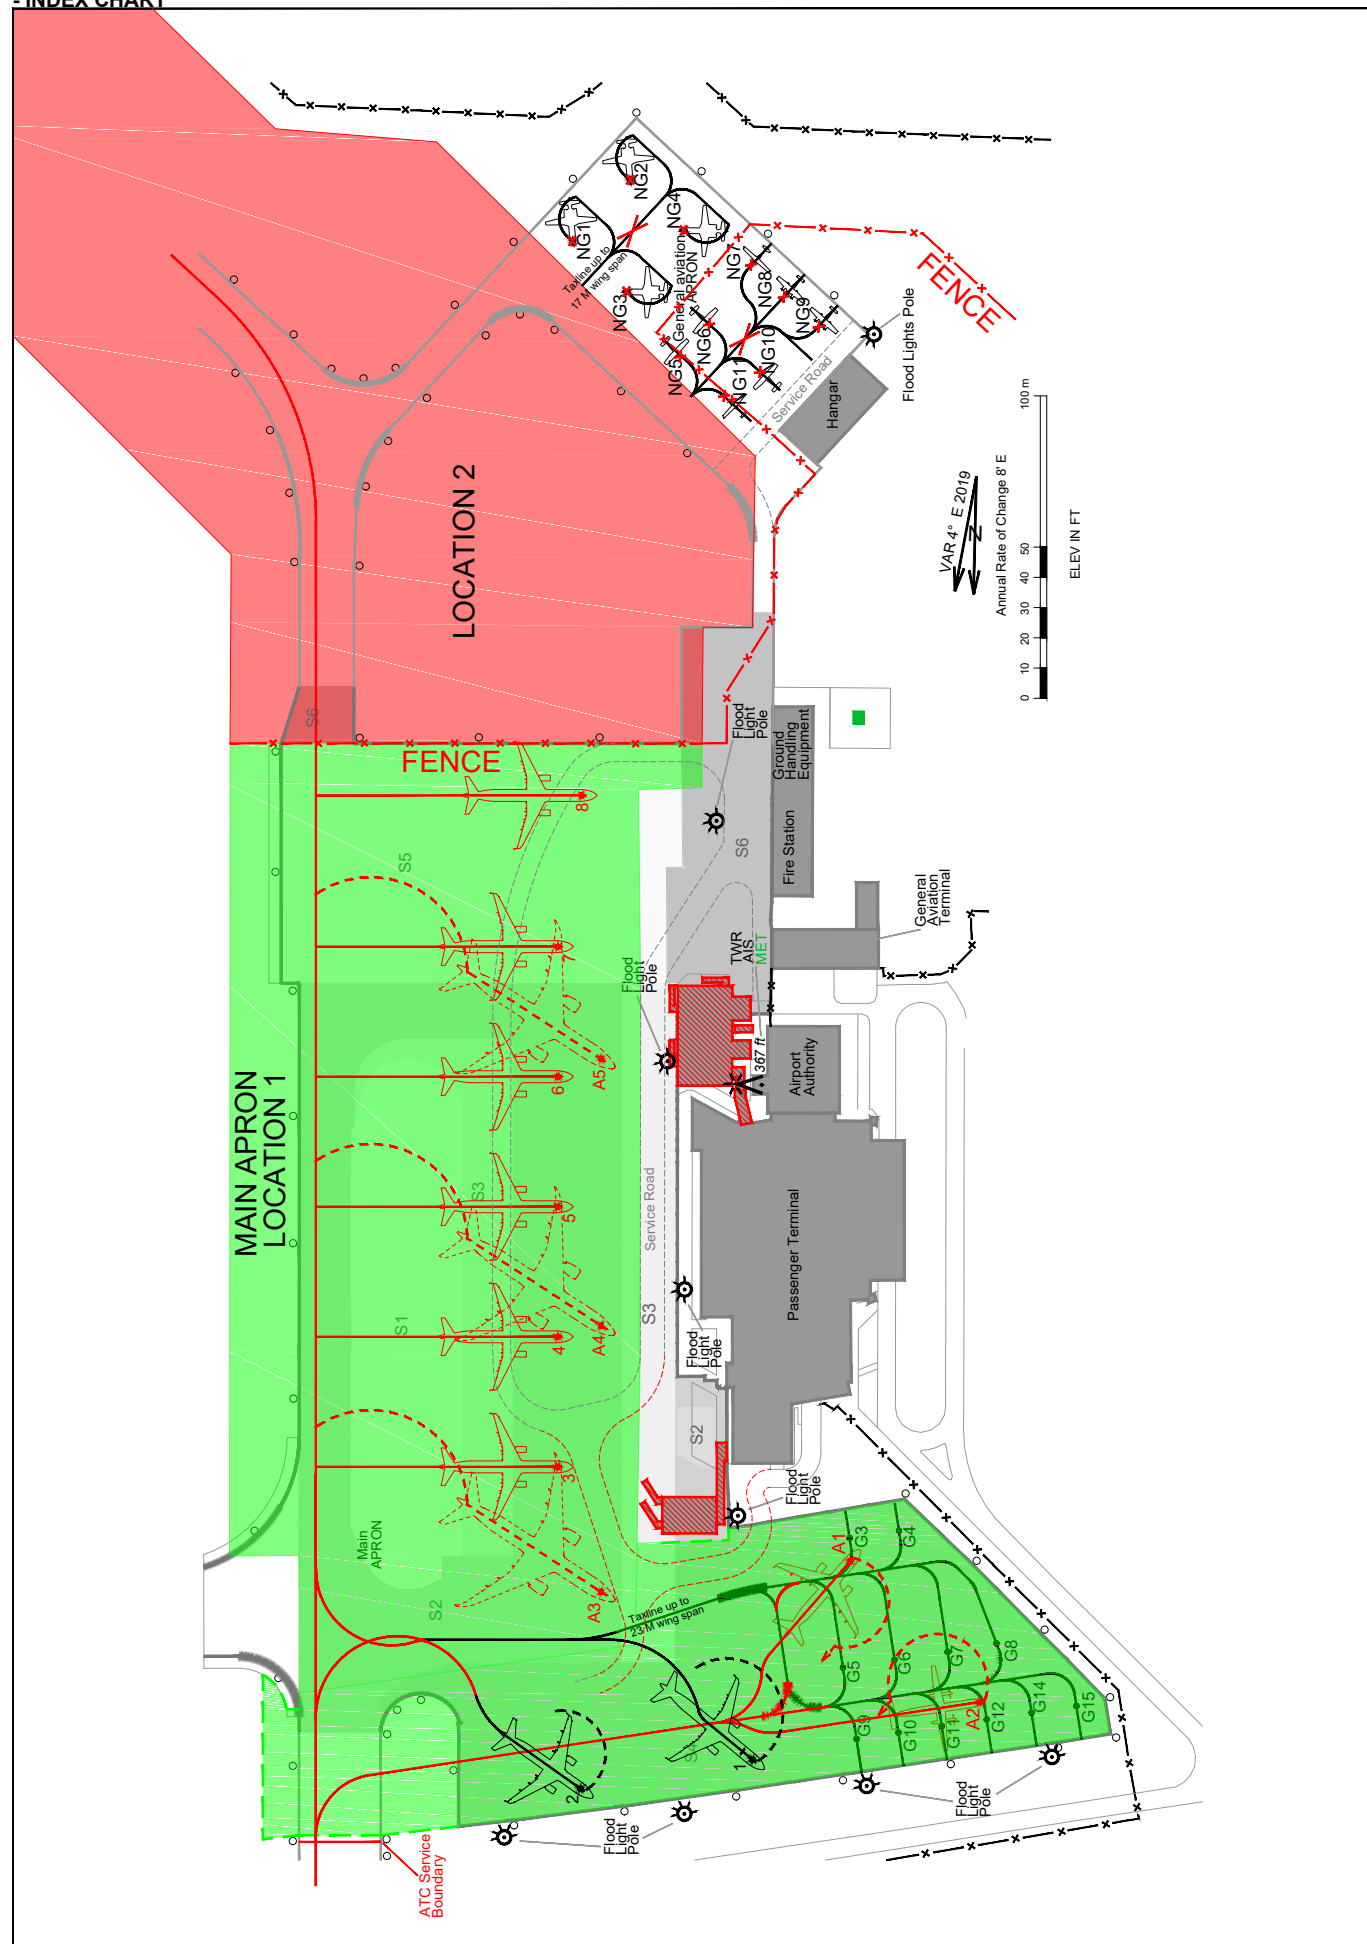 - INDEX CHART
NG2
NG1
NG4
Taxline up to
17 M wing span
NG3
General aviation
APRON
NG7
NG8
NG9
NG6
NG5
NG10
NG11
FENCE
Service Road
Hangar
Flood Lights Pole
LOCATION 2
VAR 4° E 2019
N
Annual Rate of Change 8' E
0 10 20 30 40 50 100 m
ELEV IN FT
S6
FENCE
8
Flood
Light
Pole
Ground
Handling
Equipment
S5
S6
Fire Station
General
Aviation
Terminal
7
Flood
Light
Pole
TWR
AIS
MET
MAIN APRON
LOCATION 1
6
A5
367 ft
Airport
Authority
S3
5
Service Road
Passenger Terminal
S1
4
A4
S3
Flood
Light
Pole
S2
3
Flood
Light
Pole
Main
APRON
S2
A3
Taxline up to
23 M wing span
A1
G3
G4
G5
G6
G7
G8
1
2
G9
G10
G11
A2
G12
G14
G15
Flood
Light
Pole
Flood
Light
Pole
ATC Service
Boundary